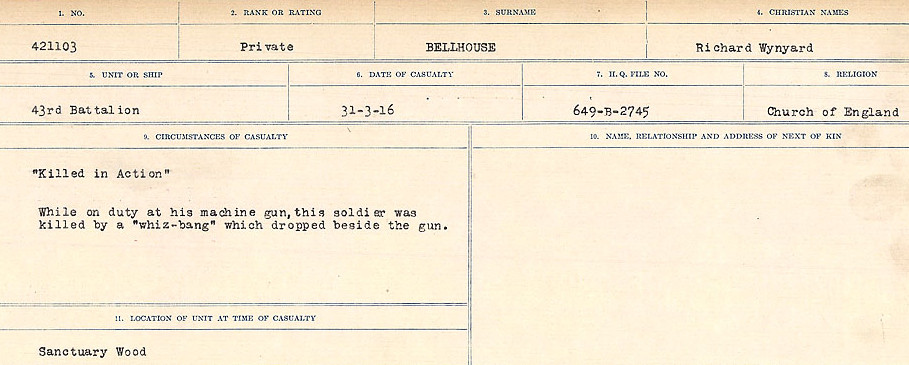 1. NO.
2. RANK OR RATING
3. SURNAME
4. CHRISTIAN NAMES
421103
Private
BELLHOUSE
Richard Wynyard
5. UNIT OR SHIP
6. DATE OF CASUALTY
7. H.Q. FILE NO.
8. RELIGION
43rd Battalion
31-3-16
649-B-2745
Church of England
9. CIRCUMSTANCES OF CASUALTY
"Killed in Action"
While on duty at his machine gun, this soldier was
killed by a "whiz-bang" which dropped beside the gun.
10. NAME, RELATIONSHIP AND ADDRESS OF NEXT OF KIN
11. LOCATION OF UNIT AT TIME OF CASUALTY
Sanctuary Wood